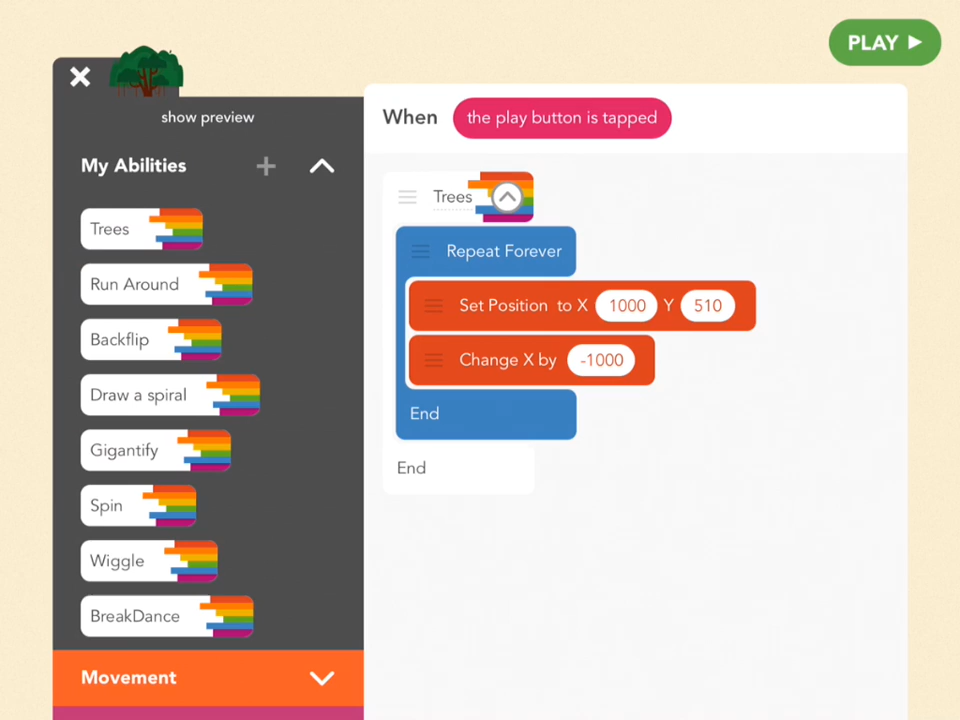 PLAY
show preview
My Abilities
Trees
Run Around
Backflip
Draw a spiral
Gigantify
Spin
Wiggle
BreakDance
Movement
When the play button is tapped
Trees
Repeat Forever
Set Position to X 1000 Y 510
Change X by -1000
End
End